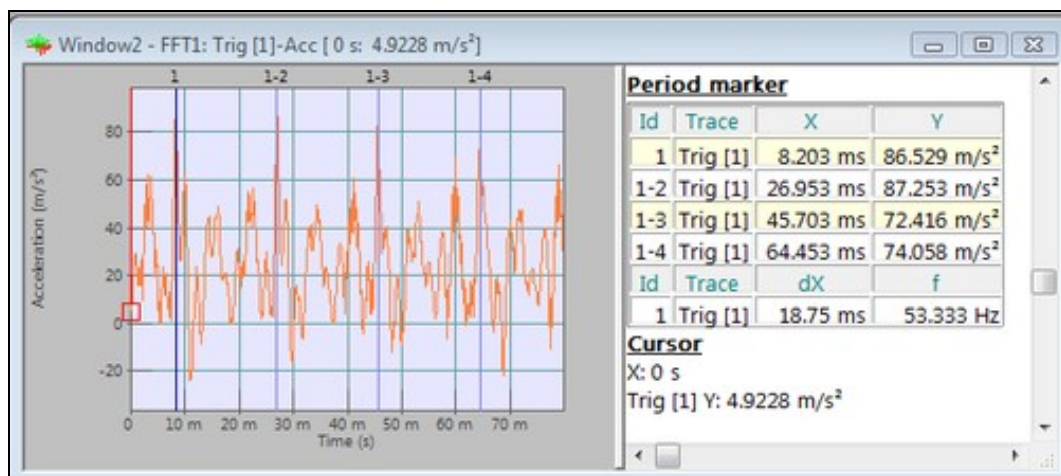 Window2 - FFT1: Trig [1]-Acc [ 0 s: 4.9228 m/s²]
1 1-2 1-3 1-4
Acceleration (m/s²)
80
60
40
20
0
-20
0 10 m 20 m 30 m 40 m 50 m 60 m 70 m
Time (s)
Period marker
Id Trace X Y
1 Trig [1] 8.203 ms 86.529 m/s²
1-2 Trig [1] 26.953 ms 87.253 m/s²
1-3 Trig [1] 45.703 ms 72.416 m/s²
1-4 Trig [1] 64.453 ms 74.058 m/s²
Id Trace dX f
1 Trig [1] 18.75 ms 53.333 Hz
Cursor
X: 0 s
Trig [1] Y: 4.9228 m/s²